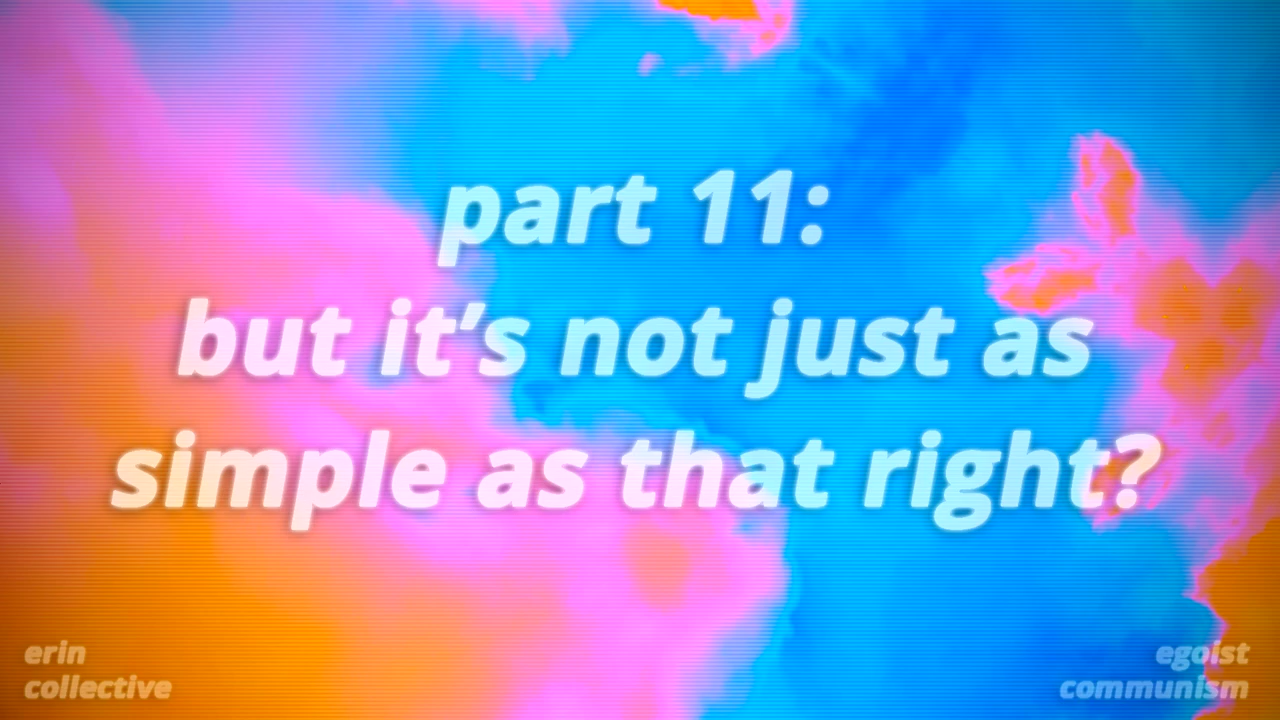 part 11:
but it’s not just as
simple as that right?
erin
collective
egoist
communism